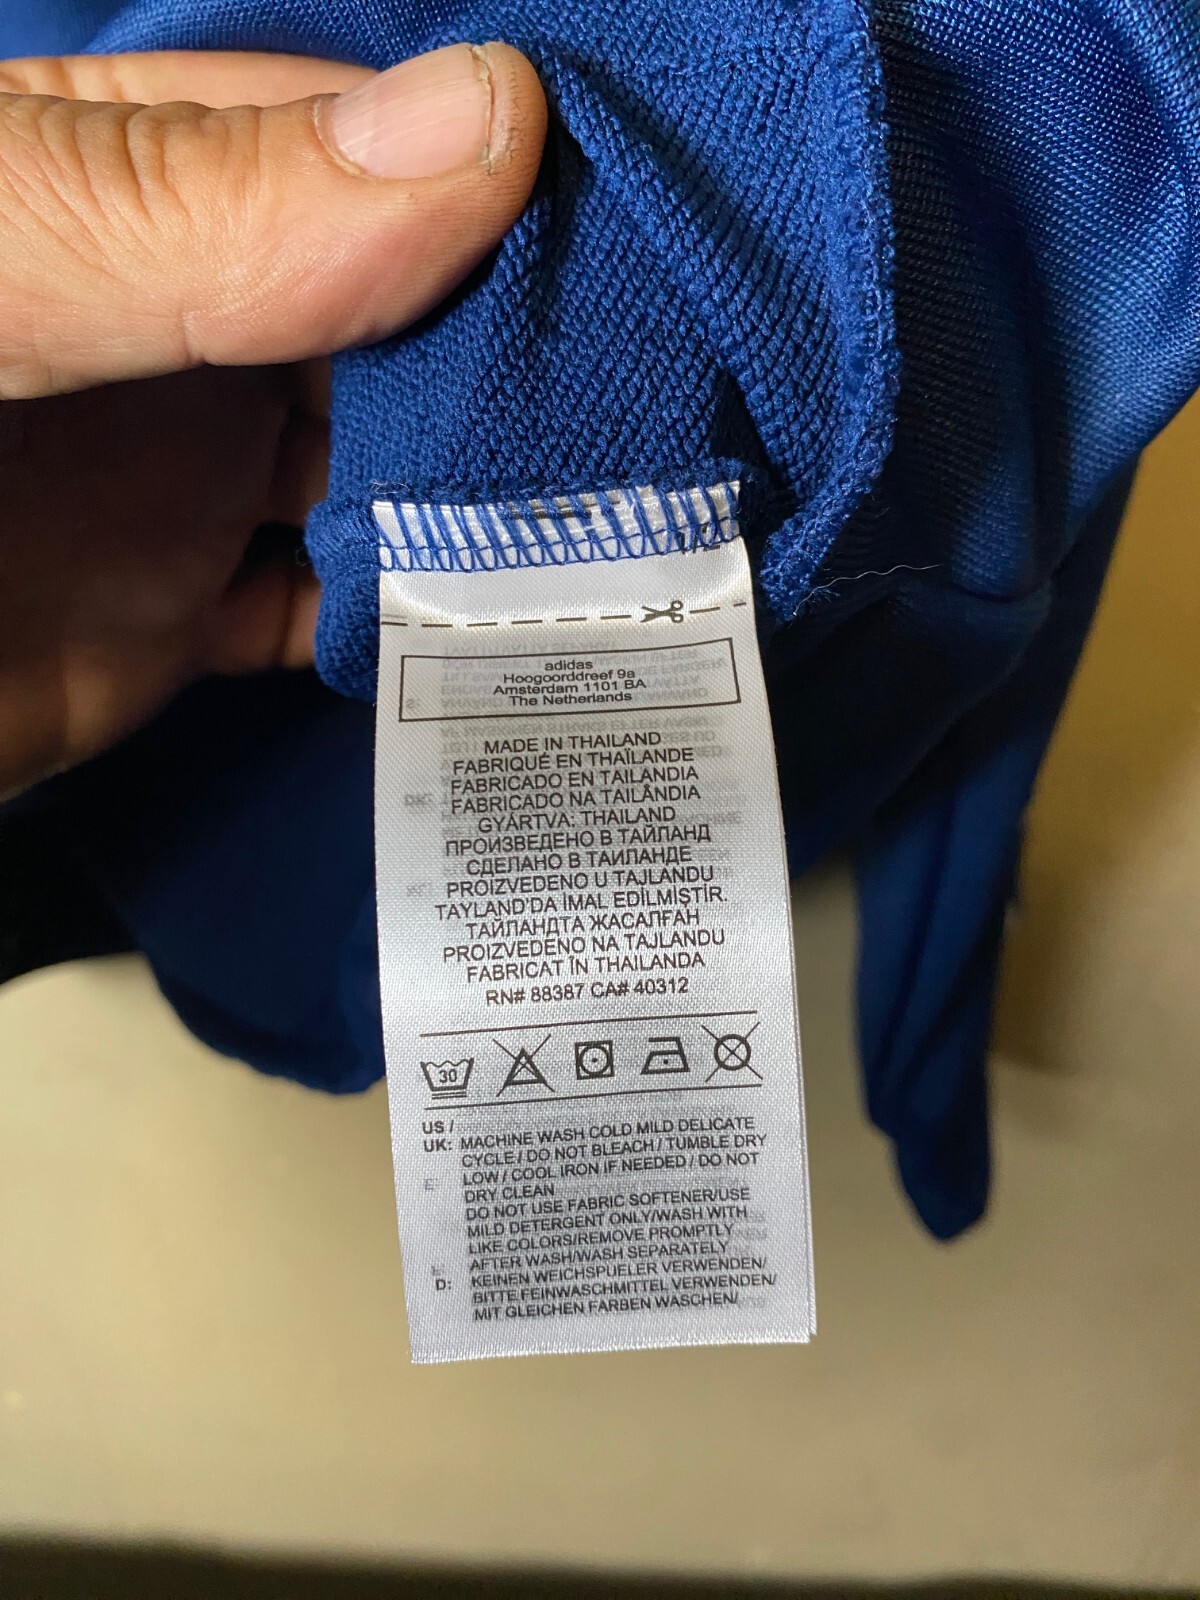 adidas
Hoogoorddreef 9a
Amsterdam 1101 BA
The Netherlands
MADE IN THAILAND
FABRIQUÉ EN THAÏLANDE
FABRICADO EN TAILANDIA
FABRICADO NA TAILÂNDIA
GYÁRTVA: THAILAND
ПРОИЗВЕДЕНО В ТАЙЛАНД
СДЕЛАНО В ТАИЛАНДЕ
PROIZVEDENO U TAJLANDU
TAYLAND'DA İMAL EDİLMİŞTİR.
ТАЙЛАНДТА ЖАСАЛҒАН
PROIZVEDENO NA TAJLANDU
FABRICAT ÎN THAILANDA
RN# 88387 CA# 40312
30
US /
UK: MACHINE WASH COLD MILD DELICATE
CYCLE / DO NOT BLEACH / TUMBLE DRY
LOW / COOL IRON IF NEEDED / DO NOT
DRY CLEAN
DO NOT USE FABRIC SOFTENER/USE
MILD DETERGENT ONLY/WASH WITH
LIKE COLORS/REMOVE PROMPTLY
AFTER WASH/WASH SEPARATELY
D: KEINEN WEICHSPUELER VERWENDEN/
BITTE FEINWASCHMITTEL VERWENDEN/
MIT GLEICHEN FARBEN WASCHEN/